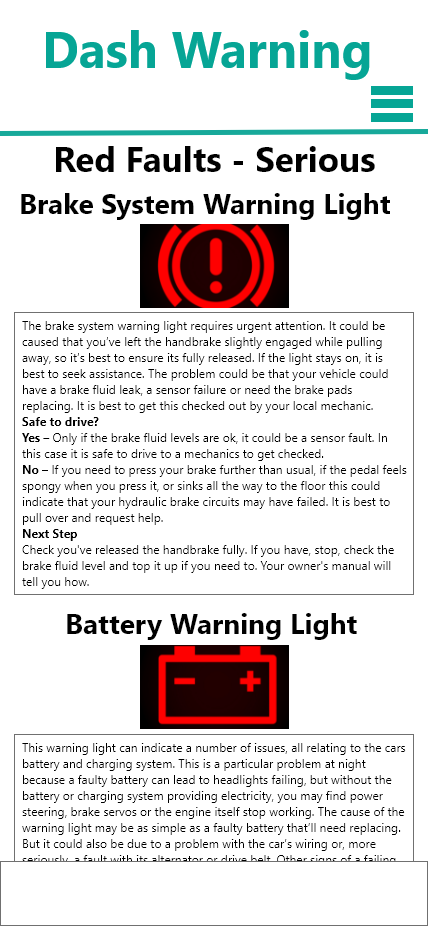 Dash Warning
Red Faults - Serious
Brake System Warning Light
The brake system warning light requires urgent attention. It could be
caused that you've left the handbrake slightly engaged while pulling
away, so it's best to ensure its fully released. If the light stays on, it is
best to seek assistance. The problem could be that your vehicle could
have a brake fluid leak, a sensor failure or need the brake pads
replacing. It is best to get this checked out by your local mechanic.
Safe to drive?
Yes – Only if the brake fluid levels are ok, it could be a sensor fault. In
this case it is safe to drive to a mechanics to get checked.
No – If you need to press your brake further than usual, if the pedal feels
spongy when you press it, or sinks all the way to the floor this could
indicate that your hydraulic brake circuits may have failed. It is best to
pull over and request help.
Next Step
Check you've released the handbrake fully. If you have, stop, check the
brake fluid level and top it up if you need to. Your owner's manual will
tell you how.
Battery Warning Light
This warning light can indicate a number of issues, all relating to the cars
battery and charging system. This is a particular problem at night
because a faulty battery can lead to headlights failing, but without the
battery or charging system providing electricity, you may find power
steering, brake servos or the engine itself stop working. The cause of the
warning light may be as simple as a faulty battery that'll need replacing.
But it could also be due to a problem with the car's wiring or, more
seriously, a fault with its alternator or drive belt. Other signs of a failing